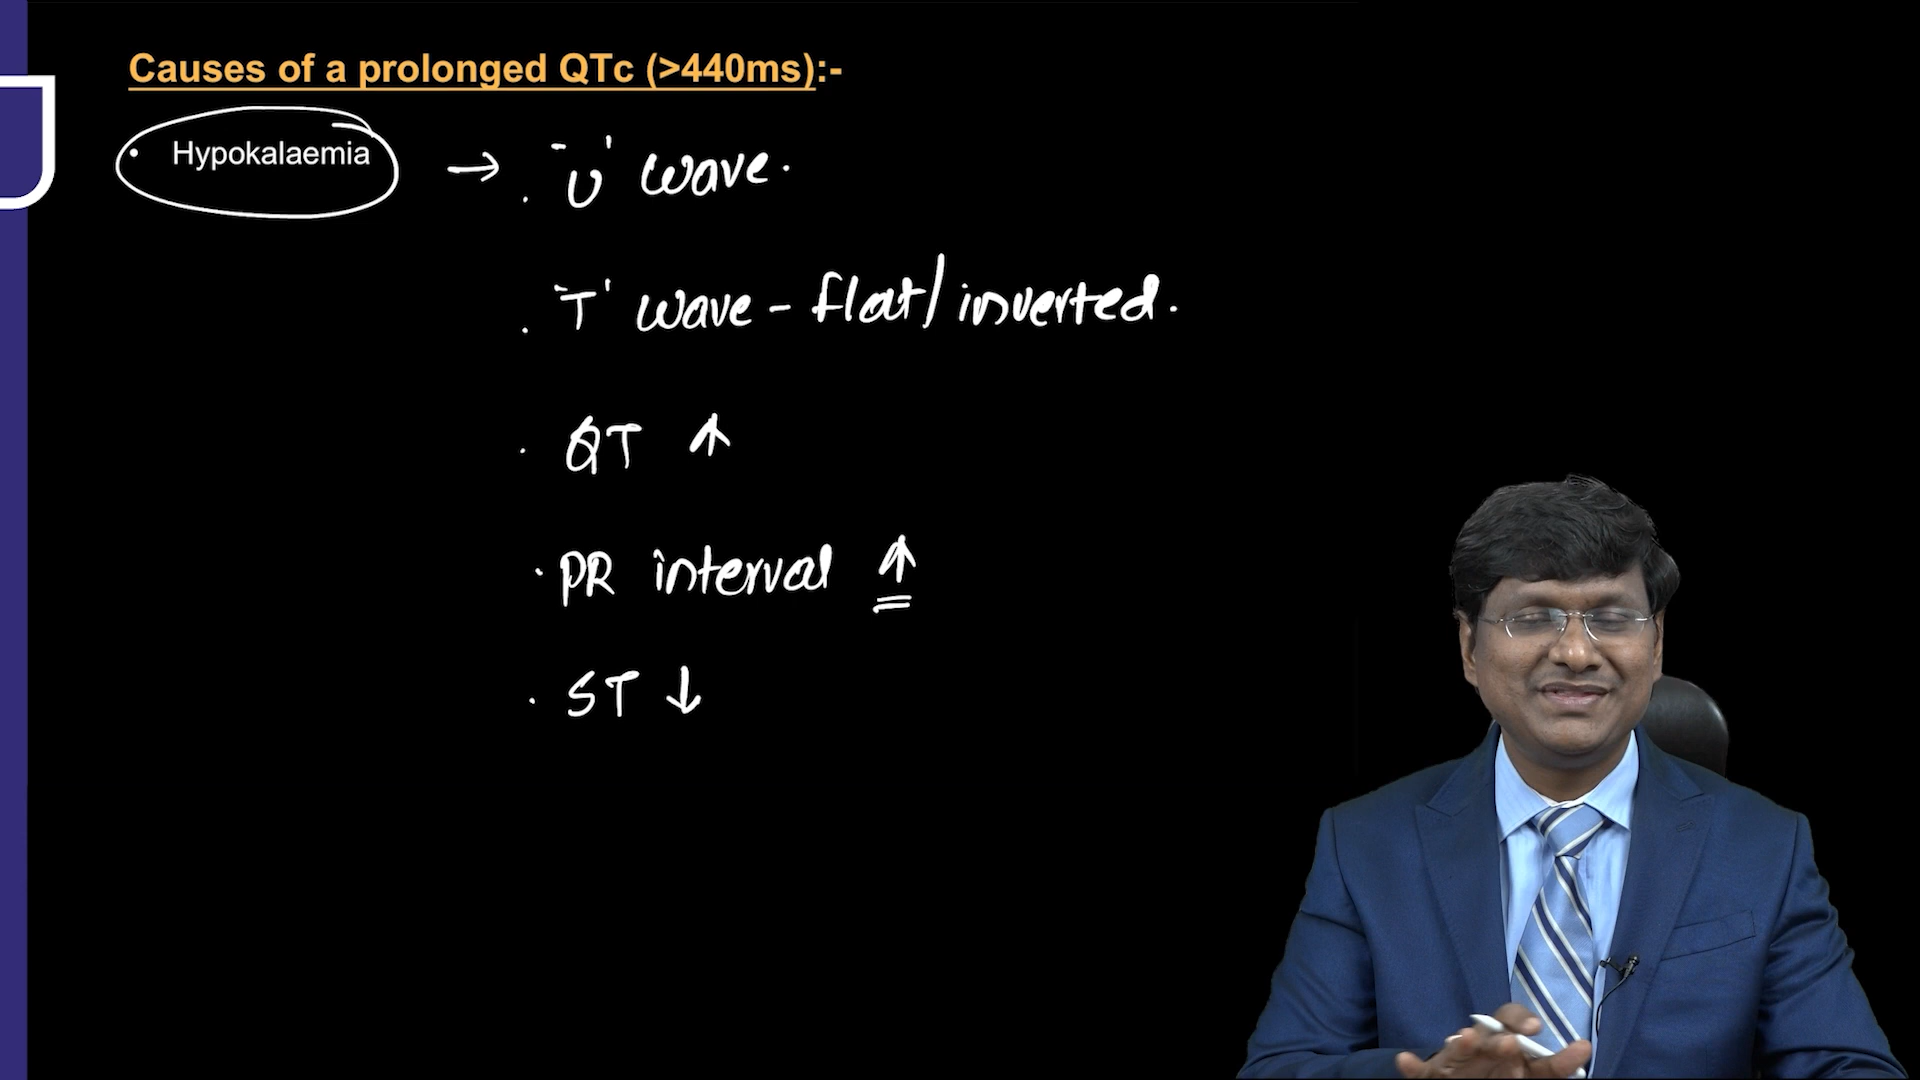 Causes of a prolonged QTc (>440ms):-
• Hypokalaemia → . 'U' wave.
. 'T' wave - flat/inverted.
. QT ↑
. PR interval ↑
. ST ↓